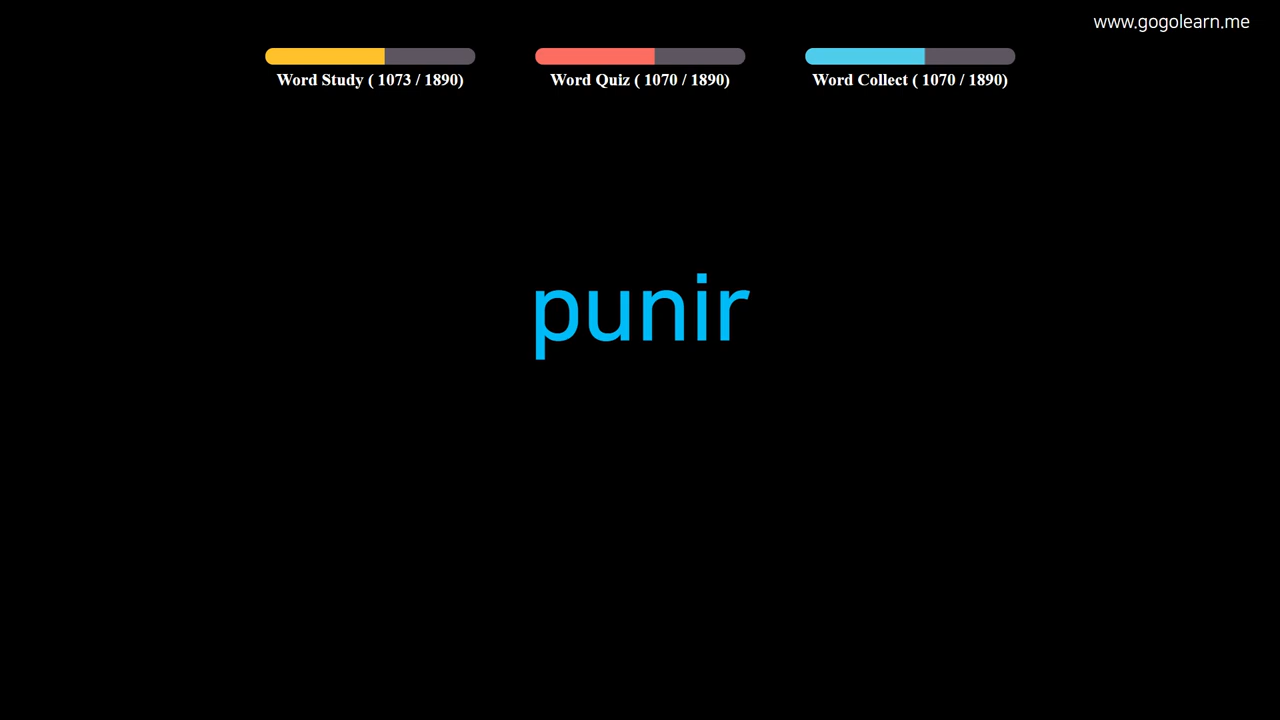 www.gogolearn.me
Word Study ( 1073 / 1890)
Word Quiz ( 1070 / 1890)
Word Collect ( 1070 / 1890)
punir